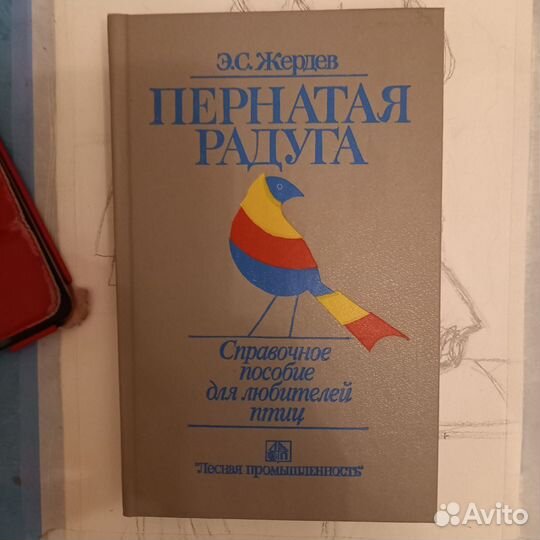 Э.С. Жердев
ПЕРНАТАЯ
РАДУГА
Справочное
пособие
для любителей
птиц
"Лесная промышленность"
Avito